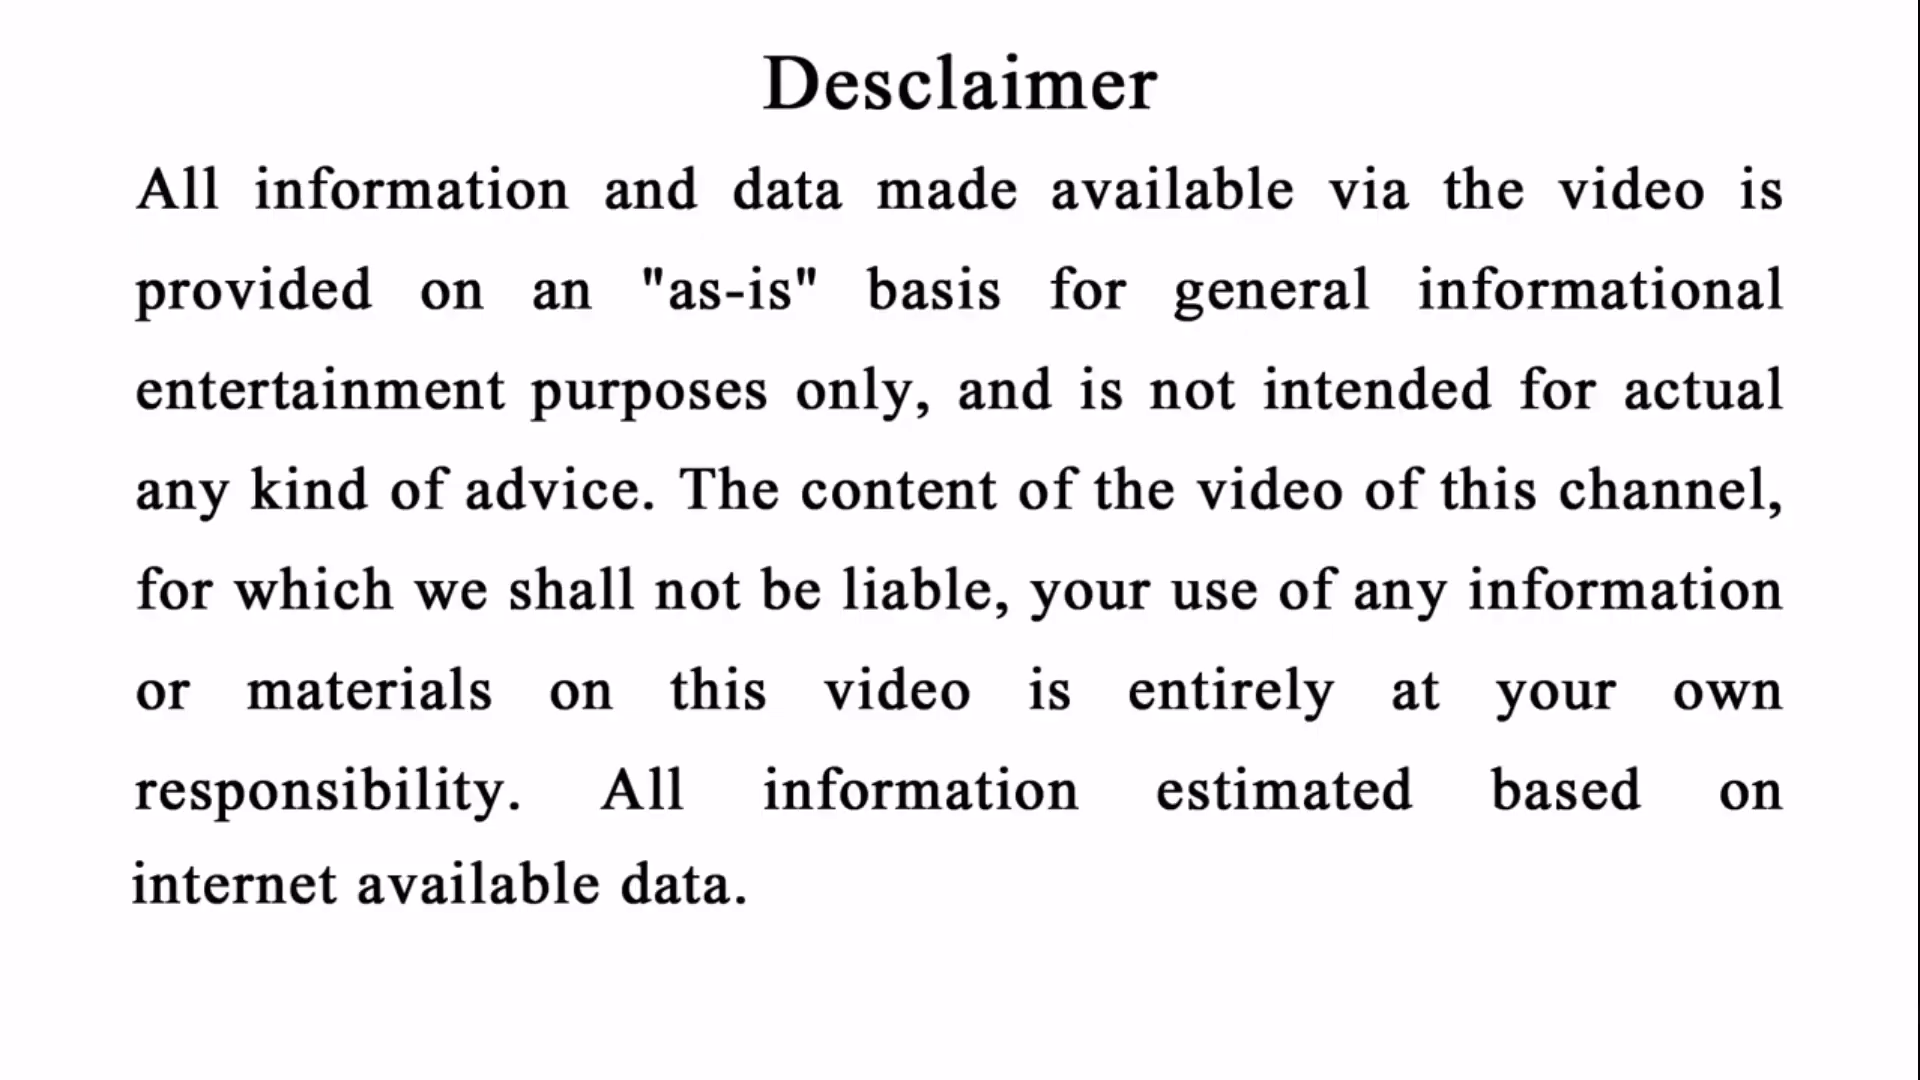 Desclaimer
All information and data made available via the video is
provided on an "as-is" basis for general informational
entertainment purposes only, and is not intended for actual
any kind of advice. The content of the video of this channel,
for which we shall not be liable, your use of any information
or materials on this video is entirely at your own
responsibility. All information estimated based on
internet available data.